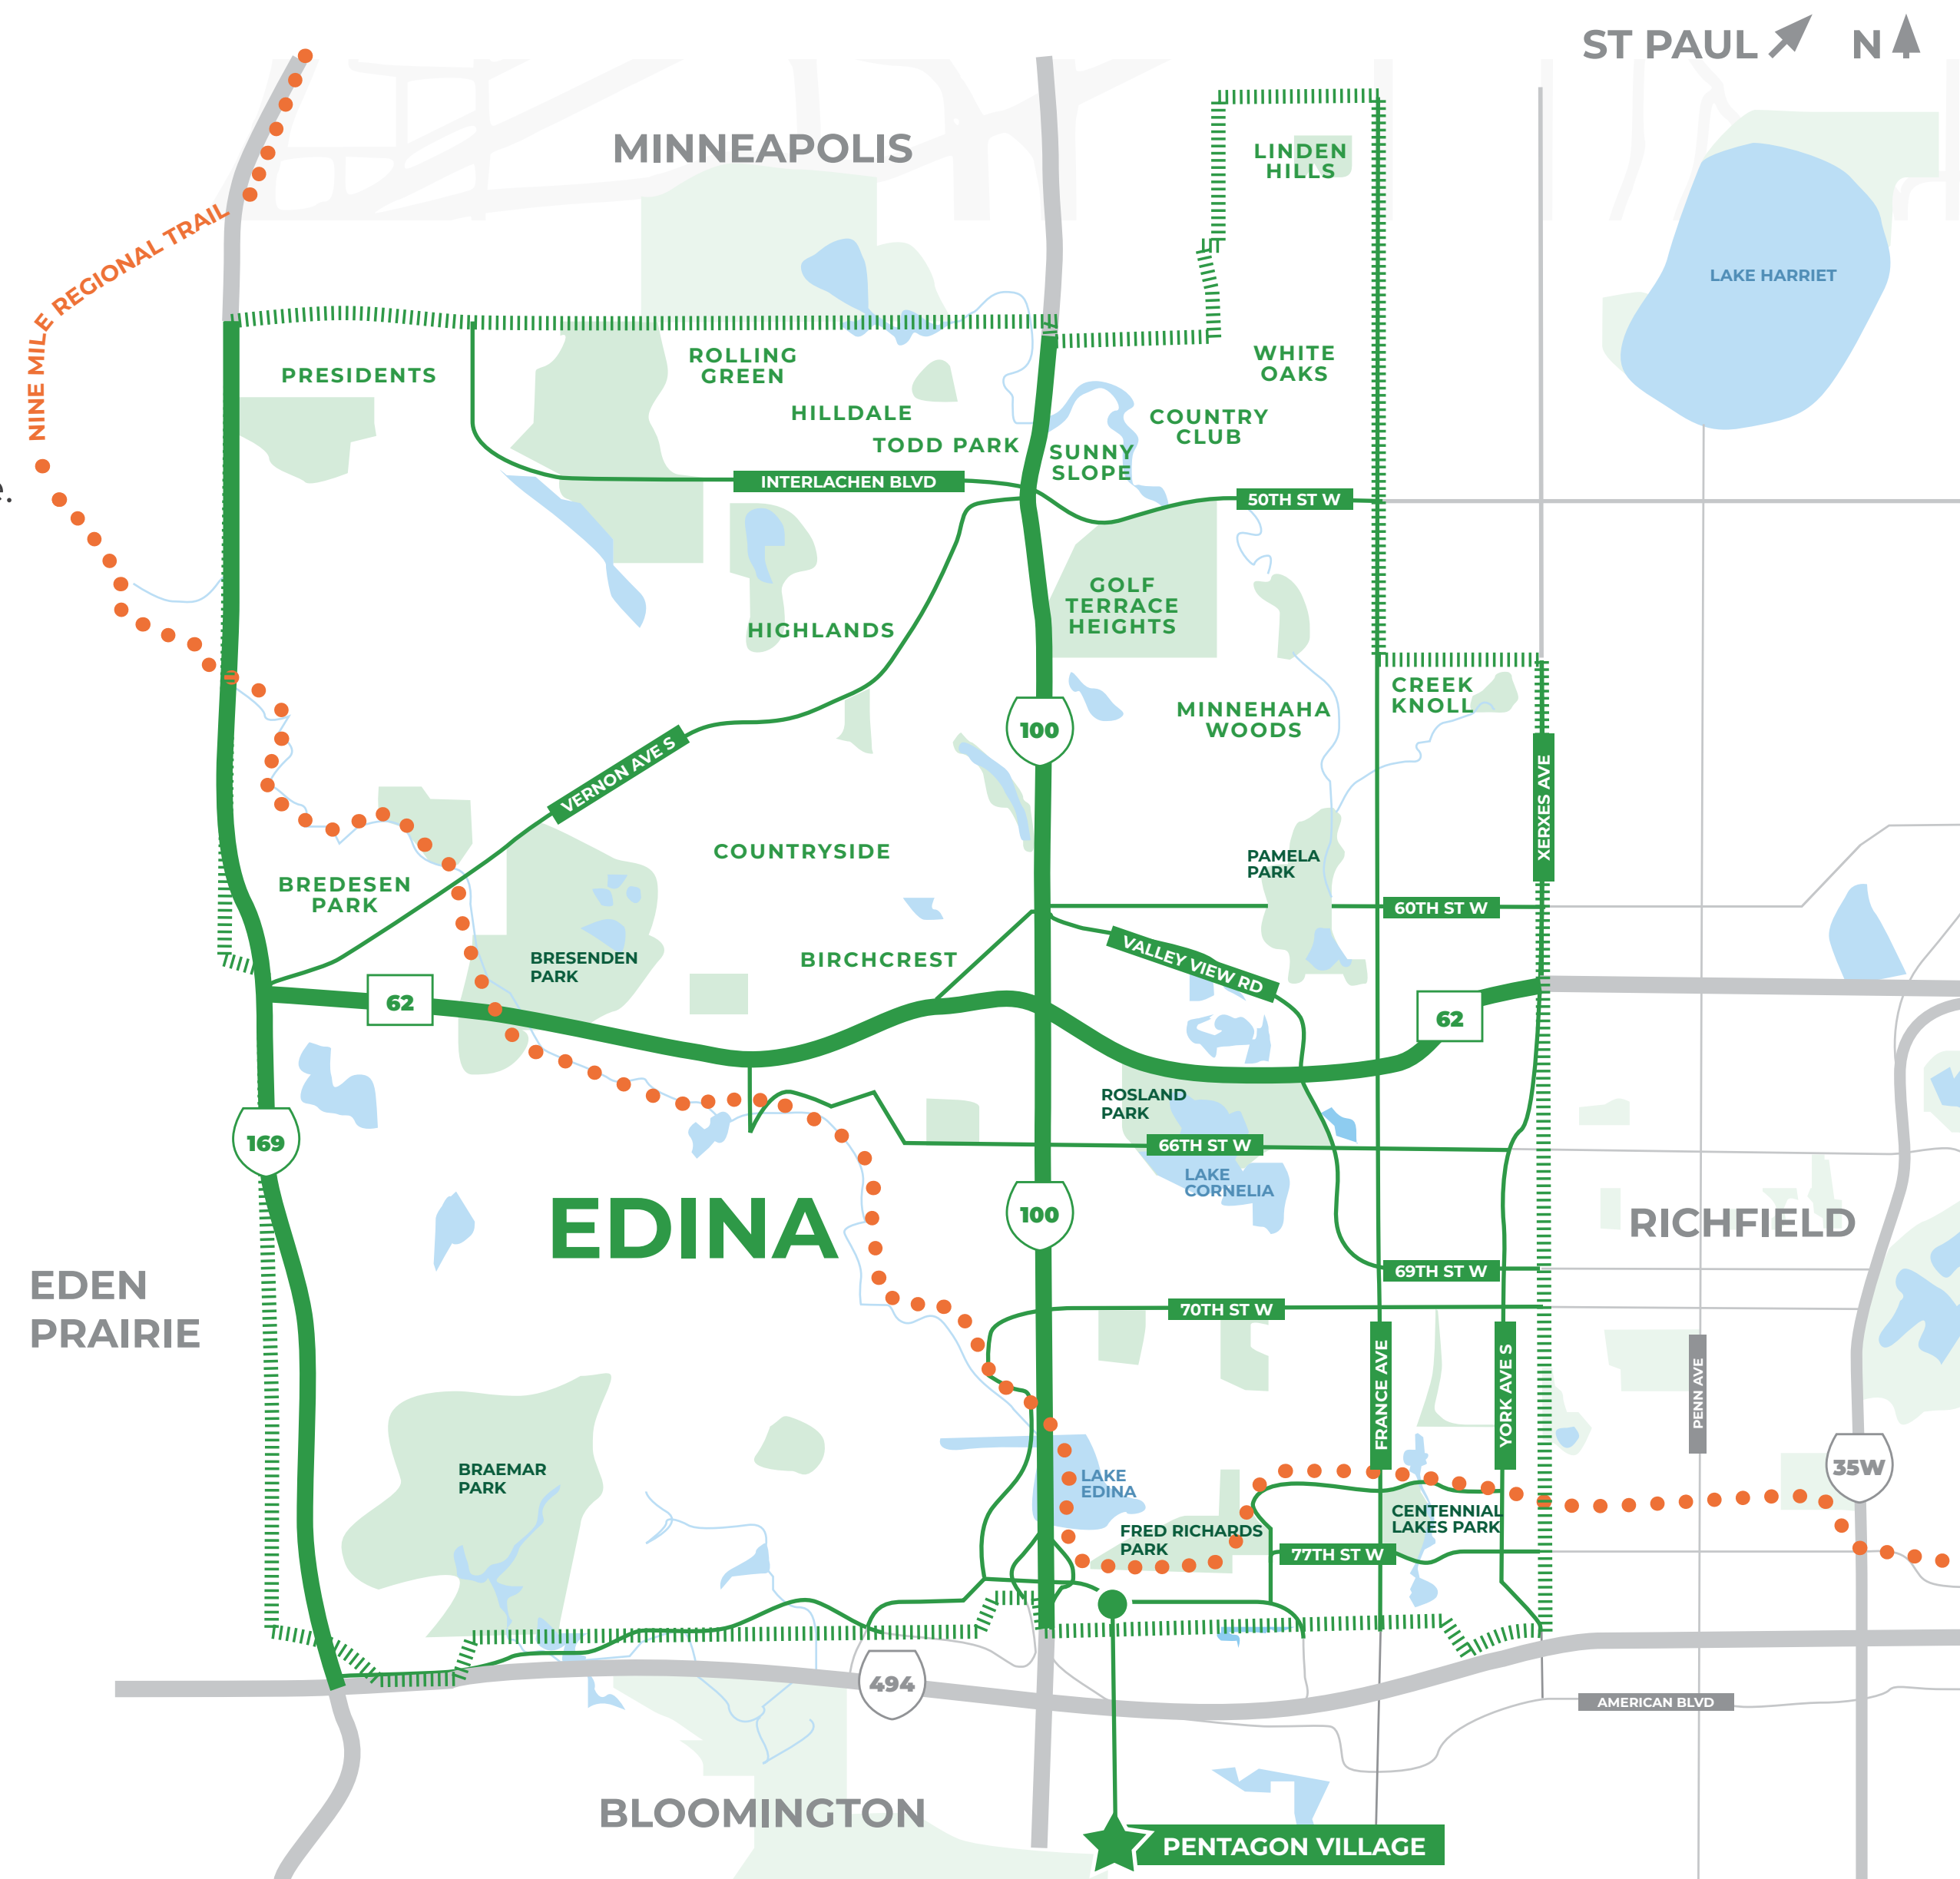 ST PAUL
N
MINNEAPOLIS
LINDEN
HILLS
NINE MILE REGIONAL TRAIL
LAKE HARRIET
PRESIDENTS
ROLLING
GREEN
WHITE
OAKS
HILLDALE
COUNTRY
CLUB
TODD PARK
SUNNY
SLOPE
INTERLACHEN BLVD
50TH ST W
e.
GOLF
TERRACE
HEIGHTS
HIGHLANDS
CREEK
KNOLL
MINNEHAHA
WOODS
100
VERNON AVE S
XERXES AVE
COUNTRYSIDE
PAMELA
PARK
BREDESEN
PARK
60TH ST W
VALLEY VIEW RD
BRESENDEN
PARK
BIRCHCREST
62
62
ROSLAND
PARK
169
66TH ST W
LAKE
CORNELIA
EDINA
100
RICHFIELD
EDEN
PRAIRIE
69TH ST W
70TH ST W
FRANCE AVE
YORK AVE S
PENN AVE
BRAEMAR
PARK
LAKE
EDINA
35W
CENTENNIAL
LAKES PARK
FRED RICHARDS
PARK
77TH ST W
494
AMERICAN BLVD
BLOOMINGTON
PENTAGON VILLAGE